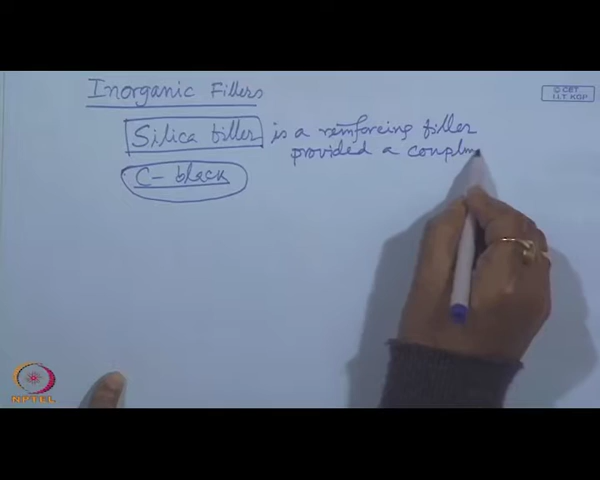 Inorganic Fillers
© CET
I.I.T. KGP
Silica filler is a reinforcing filler
provided a couplin
C- black
NPTEL